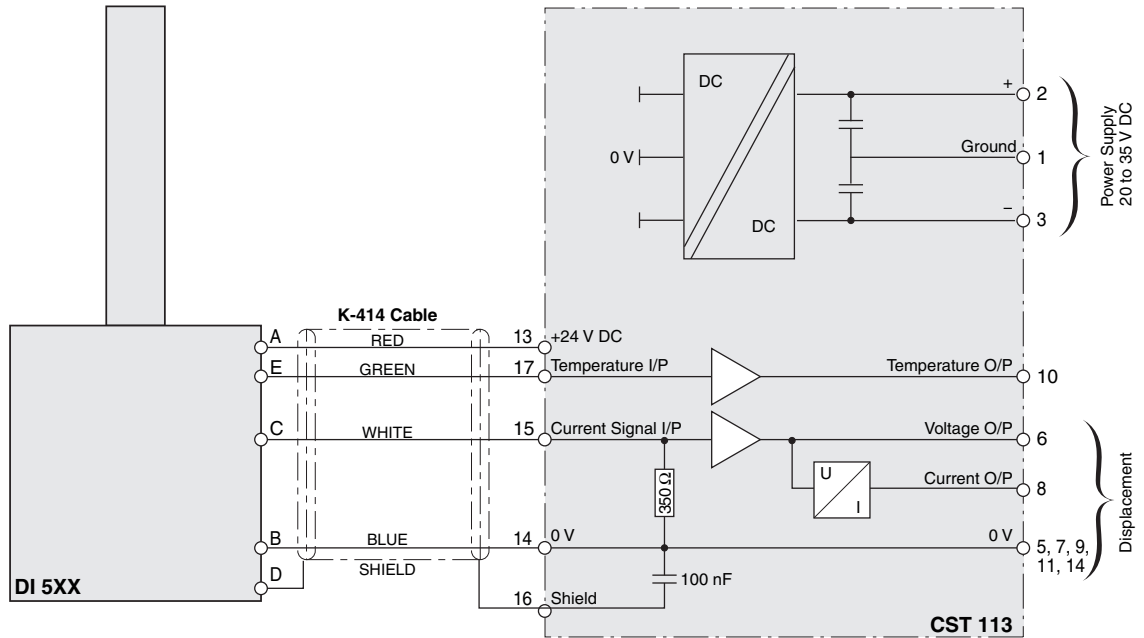 DC
+
2
Ground
0 V
1
DC
−
3
Power Supply
20 to 35 V DC
K-414 Cable
A
RED
13
+24 V DC
E
GREEN
17
Temperature I/P
Temperature O/P
10
C
WHITE
15
Current Signal I/P
Voltage O/P
6
U
I
Current O/P
8
350 Ω
B
BLUE
14
0 V
0 V
5, 7, 9,
11, 14
Displacement
D
SHIELD
100 nF
16
Shield
DI 5XX
CST 113